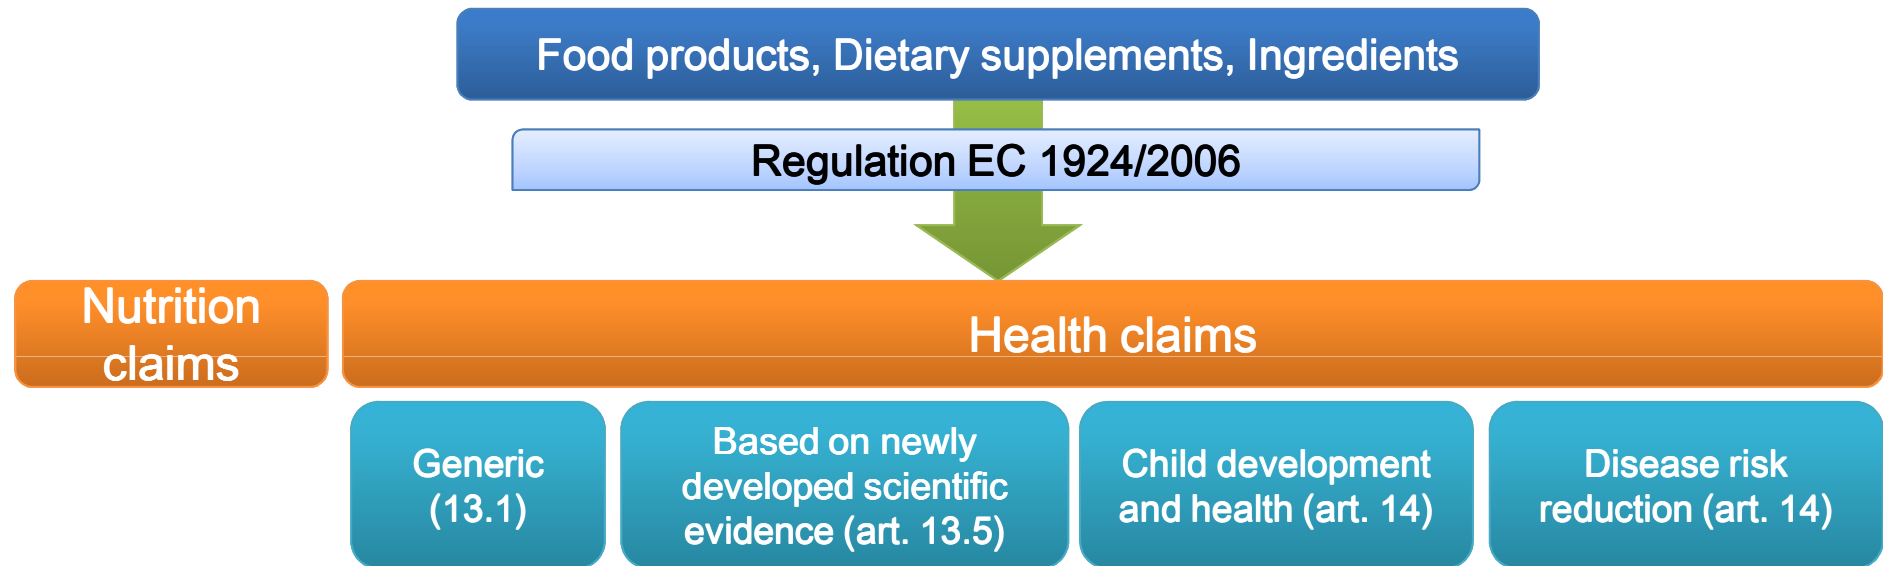 Food products, Dietary supplements, Ingredients
Regulation EC 1924/2006
Nutrition
claims
Health claims
Generic
(13.1)
Based on newly
developed scientific
evidence (art. 13.5)
Child development
and health (art. 14)
Disease risk
reduction (art. 14)